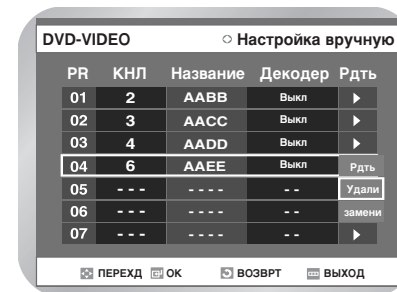 DVD-VIDEO Настройка вручную
PR КНЛ Название Декодер Рдть
01 2 AABB Выкл
02 3 AACC Выкл
03 4 AADD Выкл
04 6 AAEE Выкл Рдть
05 - - - - - - - - - Удали
06 - - - - - - - - - замени
07 - - - - - - - - -
ПЕРЕХД ОК ВОЗВРТ ВЫХОД